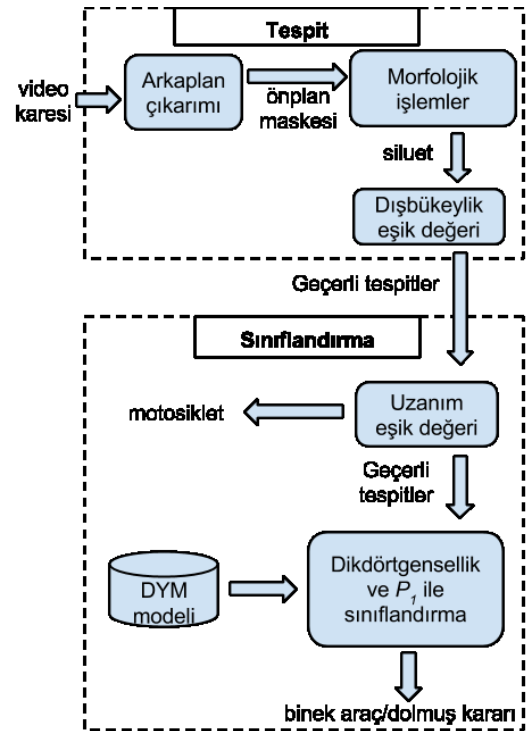 Tespit
video
karesi
Arkaplan
çıkarımı
önplan
maskesi
Morfolojik
işlemler
siluet
Dışbükeylik
eşik değeri
Geçerli tespitler
Sınıflandırma
Uzanım
eşik değeri
motosiklet
Geçerli
tespitler
DYM
modeli
Dikdörtgensellik
ve P₁ ile
sınıflandırma
binek araç/dolmuş kararı